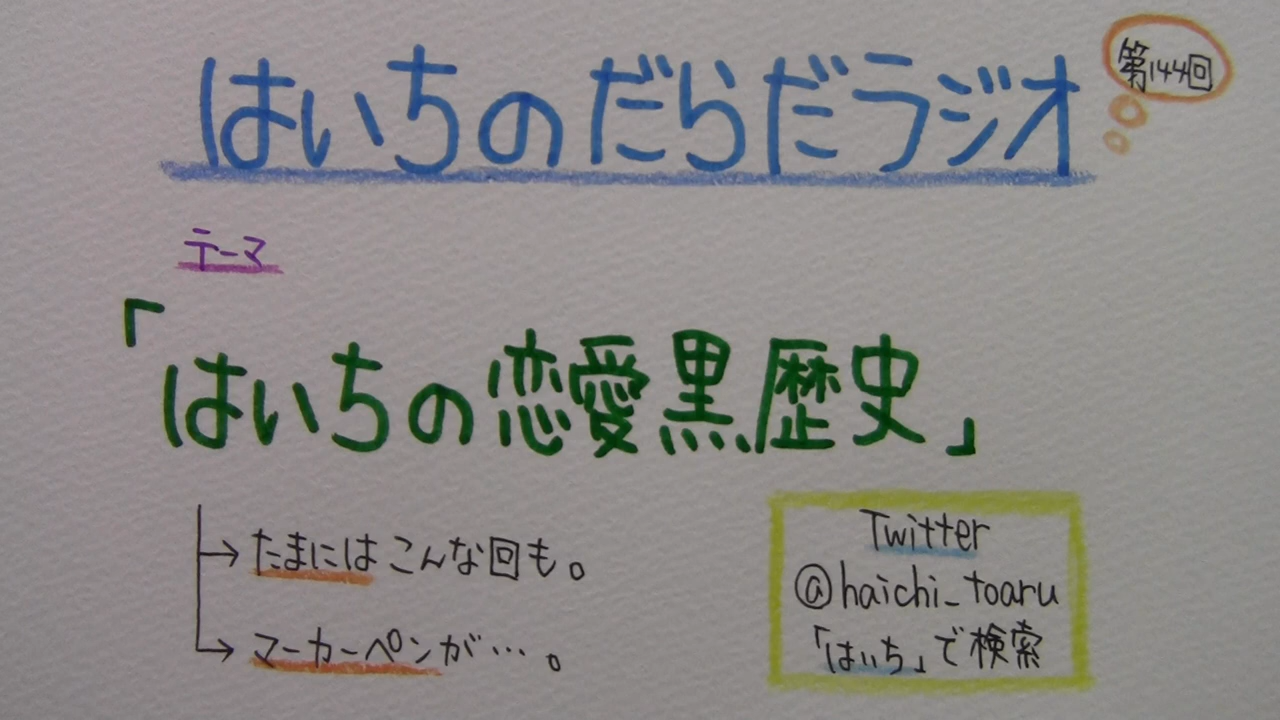 はいちのだらだラジオ
第144回
テーマ
「はいちの恋愛黒歴史」
たまにはこんな回も。
マーカーペンが…。
Twitter
@haichi_toaru
「はいち」で検索